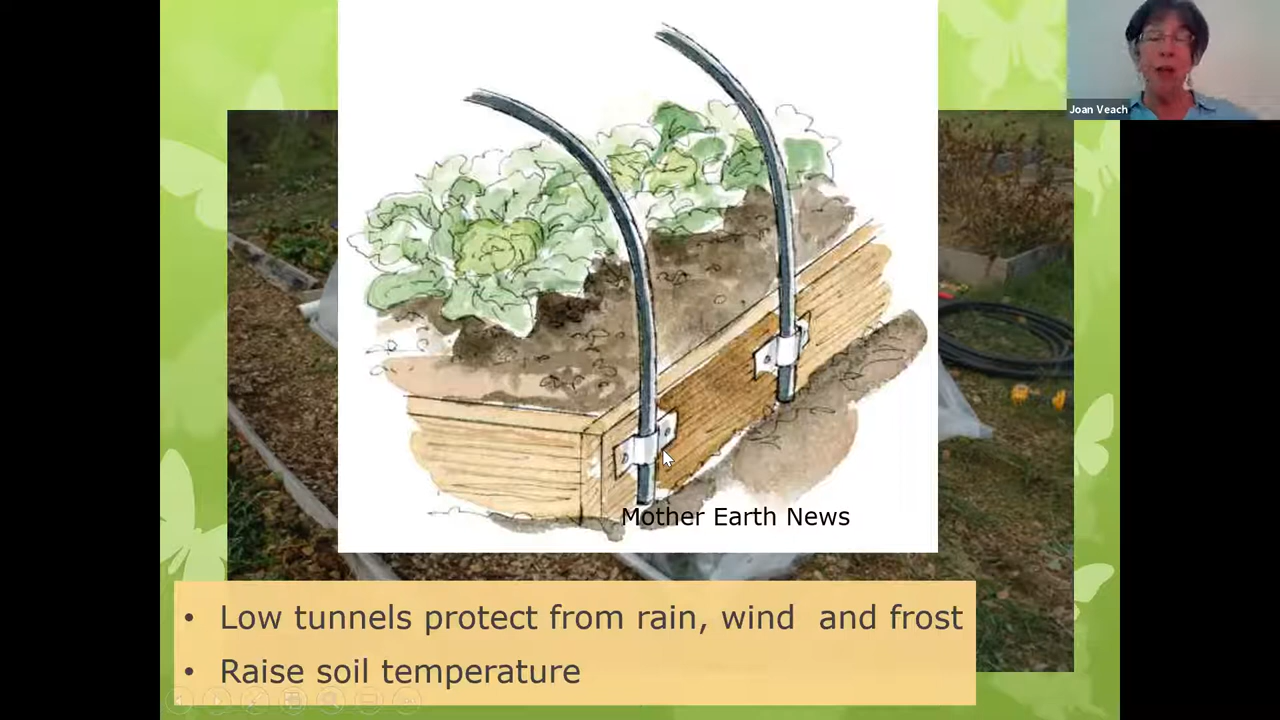 Joan Veach
Mother Earth News
• Low tunnels protect from rain, wind and frost
• Raise soil temperature